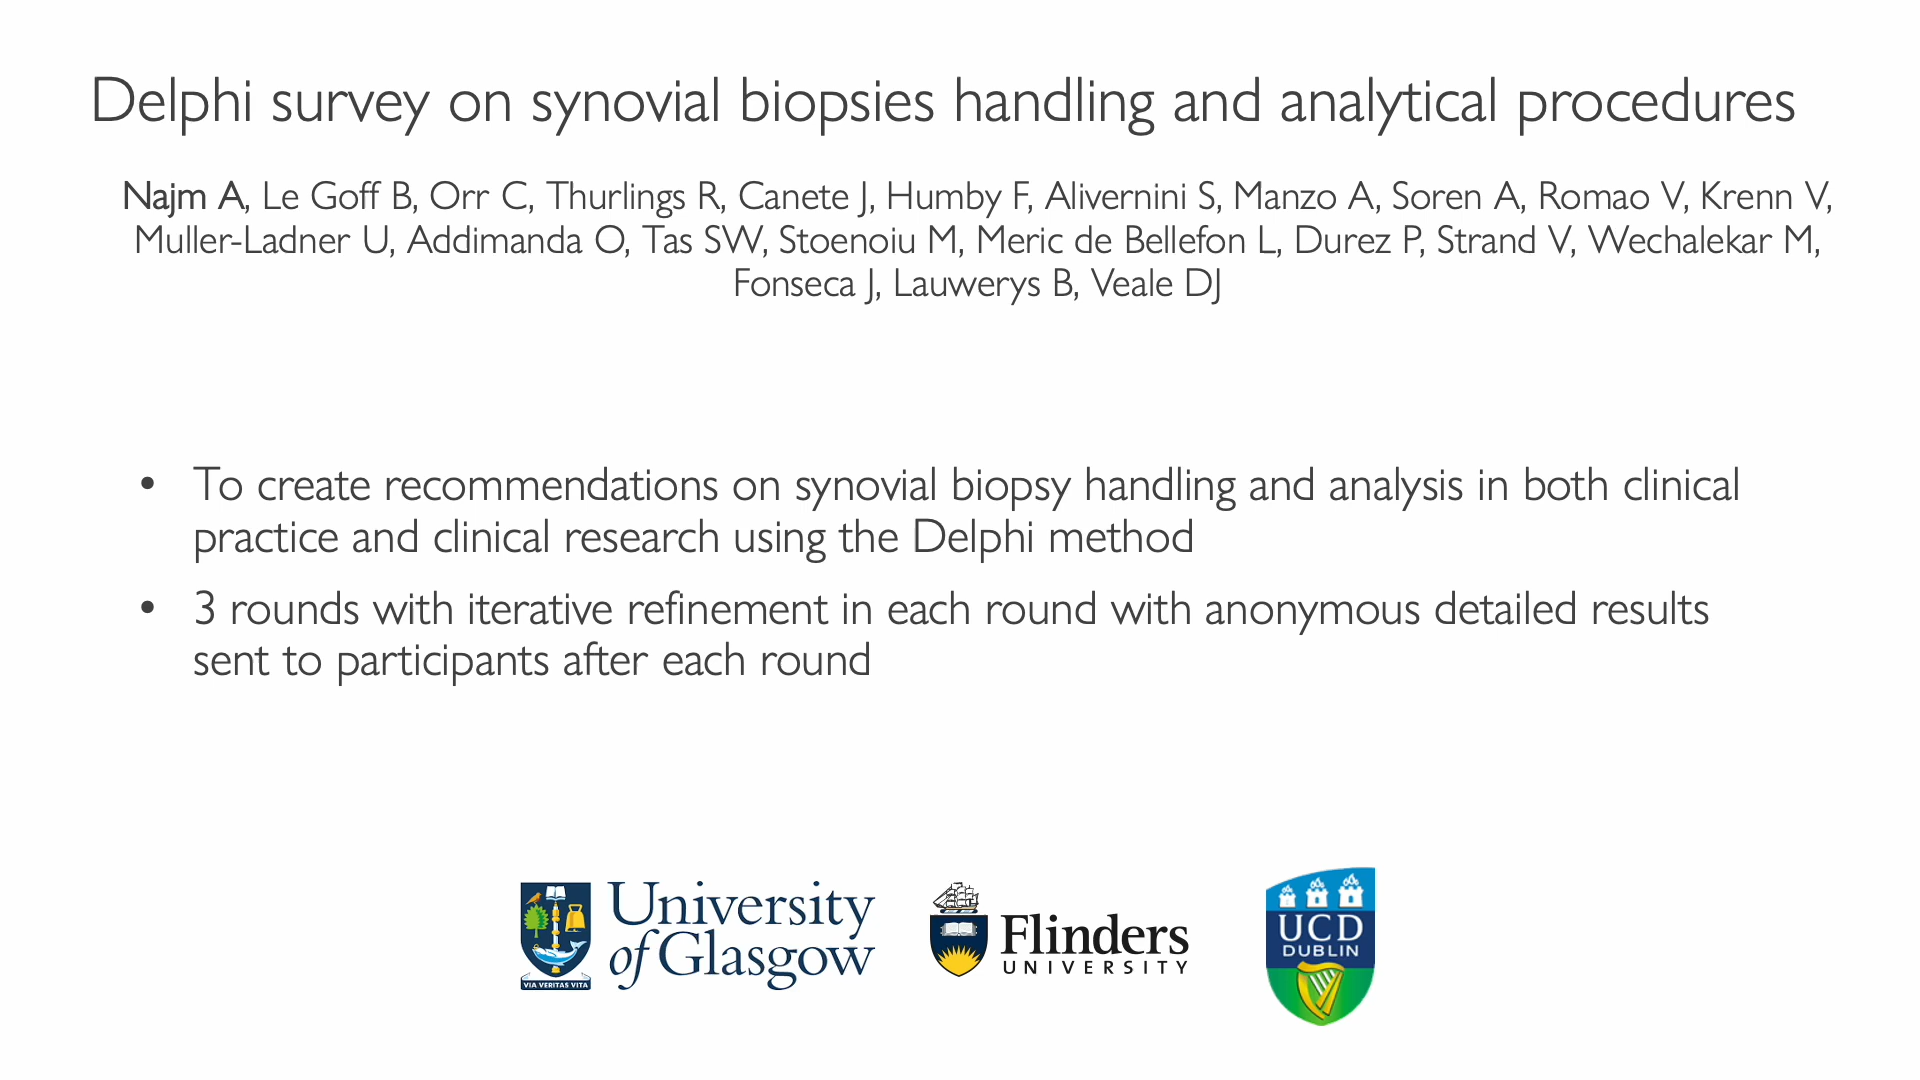 Delphi survey on synovial biopsies handling and analytical procedures
Najm A, Le Goff B, Orr C, Thurlings R, Canete J, Humby F, Alivernini S, Manzo A, Soren A, Romao V, Krenn V,
Muller-Ladner U, Addimanda O, Tas SW, Stoenoiu M, Meric de Bellefon L, Durez P, Strand V, Wechalekar M,
Fonseca J, Lauwerys B, Veale DJ
• To create recommendations on synovial biopsy handling and analysis in both clinical
practice and clinical research using the Delphi method
• 3 rounds with iterative refinement in each round with anonymous detailed results
sent to participants after each round
University
of Glasgow
VIA VERITAS VITA
Flinders
UNIVERSITY
UCD
DUBLIN